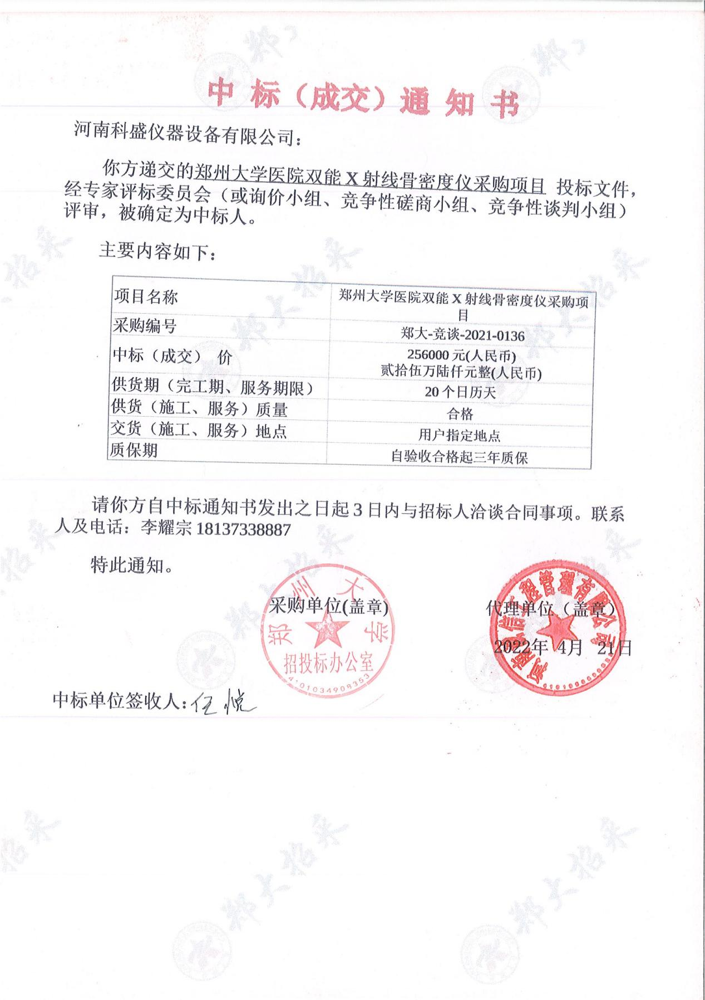 中标（成交）通知书
河南科盛仪器设备有限公司：
你方递交的郑州大学医院双能 X 射线骨密度仪采购项目 投标文件，
经专家评标委员会（或询价小组、竞争性磋商小组、竞争性谈判小组）
评审，被确定为中标人。
主要内容如下：
项目名称
郑州大学医院双能 X 射线骨密度仪采购项
目
采购编号
郑大-竞谈-2021-0136
中标（成交） 价
256000 元(人民币)
贰拾伍万陆仟元整(人民币)
供货期（完工期、服务期限）
20 个日历天
供货（施工、服务）质量
合格
交货（施工、服务）地点
用户指定地点
质保期
自验收合格起三年质保
请你方自中标通知书发出之日起 3 日内与招标人洽谈合同事项。联系
人及电话：李耀宗 18137338887
特此通知。
采购单位(盖章)
代理单位（盖章）
2022年 4月 21日
郑州大学
招投标办公室
4101034908353
中标单位签收人：任悦
郑大招采